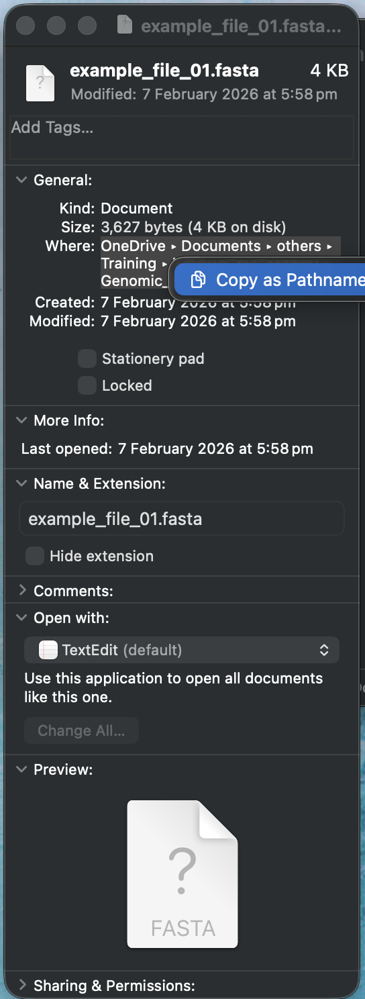 example_file_01.fasta...
example_file_01.fasta 4 KB
Modified: 7 February 2026 at 5:58 pm
Add Tags...
General:
Kind: Document
Size: 3,627 bytes (4 KB on disk)
Where: OneDrive ▸ Documents ▸ others ▸
Training ▸
Genomic_
Copy as Pathname
Created: 7 February 2026 at 5:58 pm
Modified: 7 February 2026 at 5:58 pm
Stationery pad
Locked
More Info:
Last opened: 7 February 2026 at 5:58 pm
Name & Extension:
example_file_01.fasta
Hide extension
Comments:
Open with:
TextEdit (default)
Use this application to open all documents
like this one.
Change All...
Preview:
?
FASTA
Sharing & Permissions: